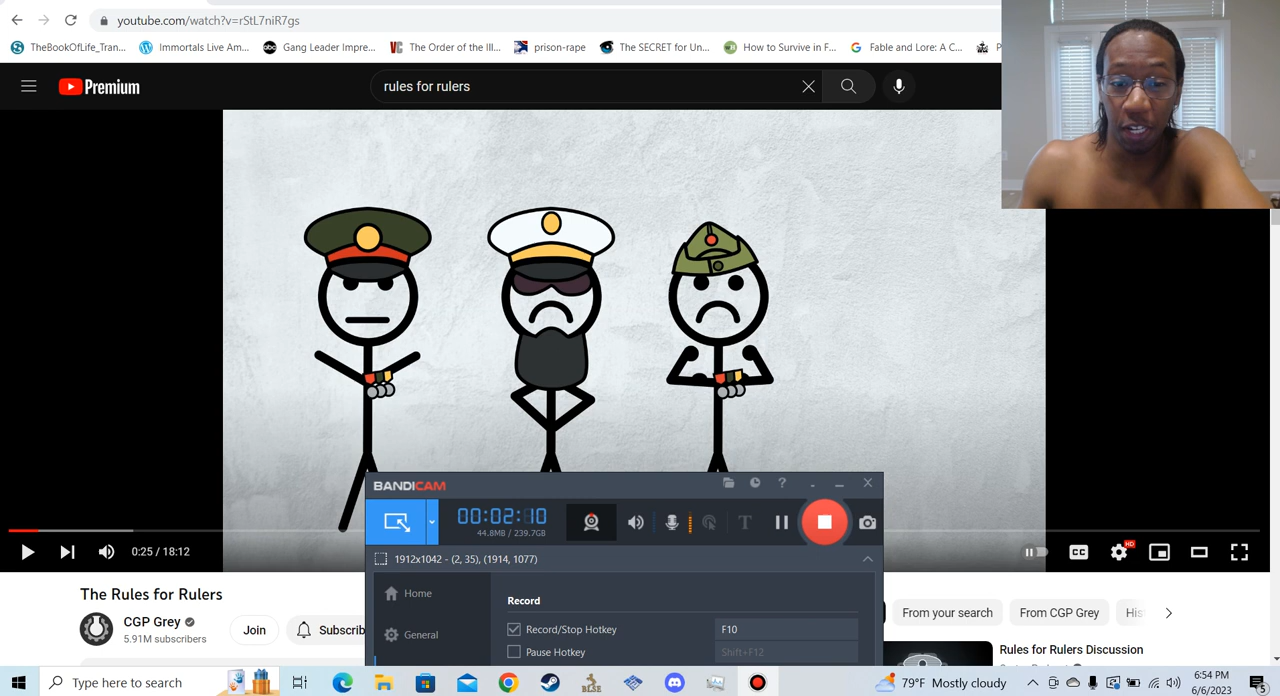 youtube.com/watch?v=rStL7niR7gs
TheBookOfLife_Tran... Immortals Live Am... Gang Leader Impre... The Order of the Ill... prison-rape The SECRET for Un... How to Survive in F... Fable and Lore: A C... P
Premium
rules for rulers
BANDICAM
00:02:10
44.8MB / 239.7GB
1912x1042 - (2, 35), (1914, 1077)
Home
General
Record
Record/Stop Hotkey F10
Pause Hotkey Shift+F12
0:25 / 18:12
CC
HD
The Rules for Rulers
CGP Grey
5.91M subscribers
Join
Subscrib
From your search
From CGP Grey
His
Rules for Rulers Discussion
Type here to search
BLSE
79°F Mostly cloudy
6:54 PM
6/6/2023